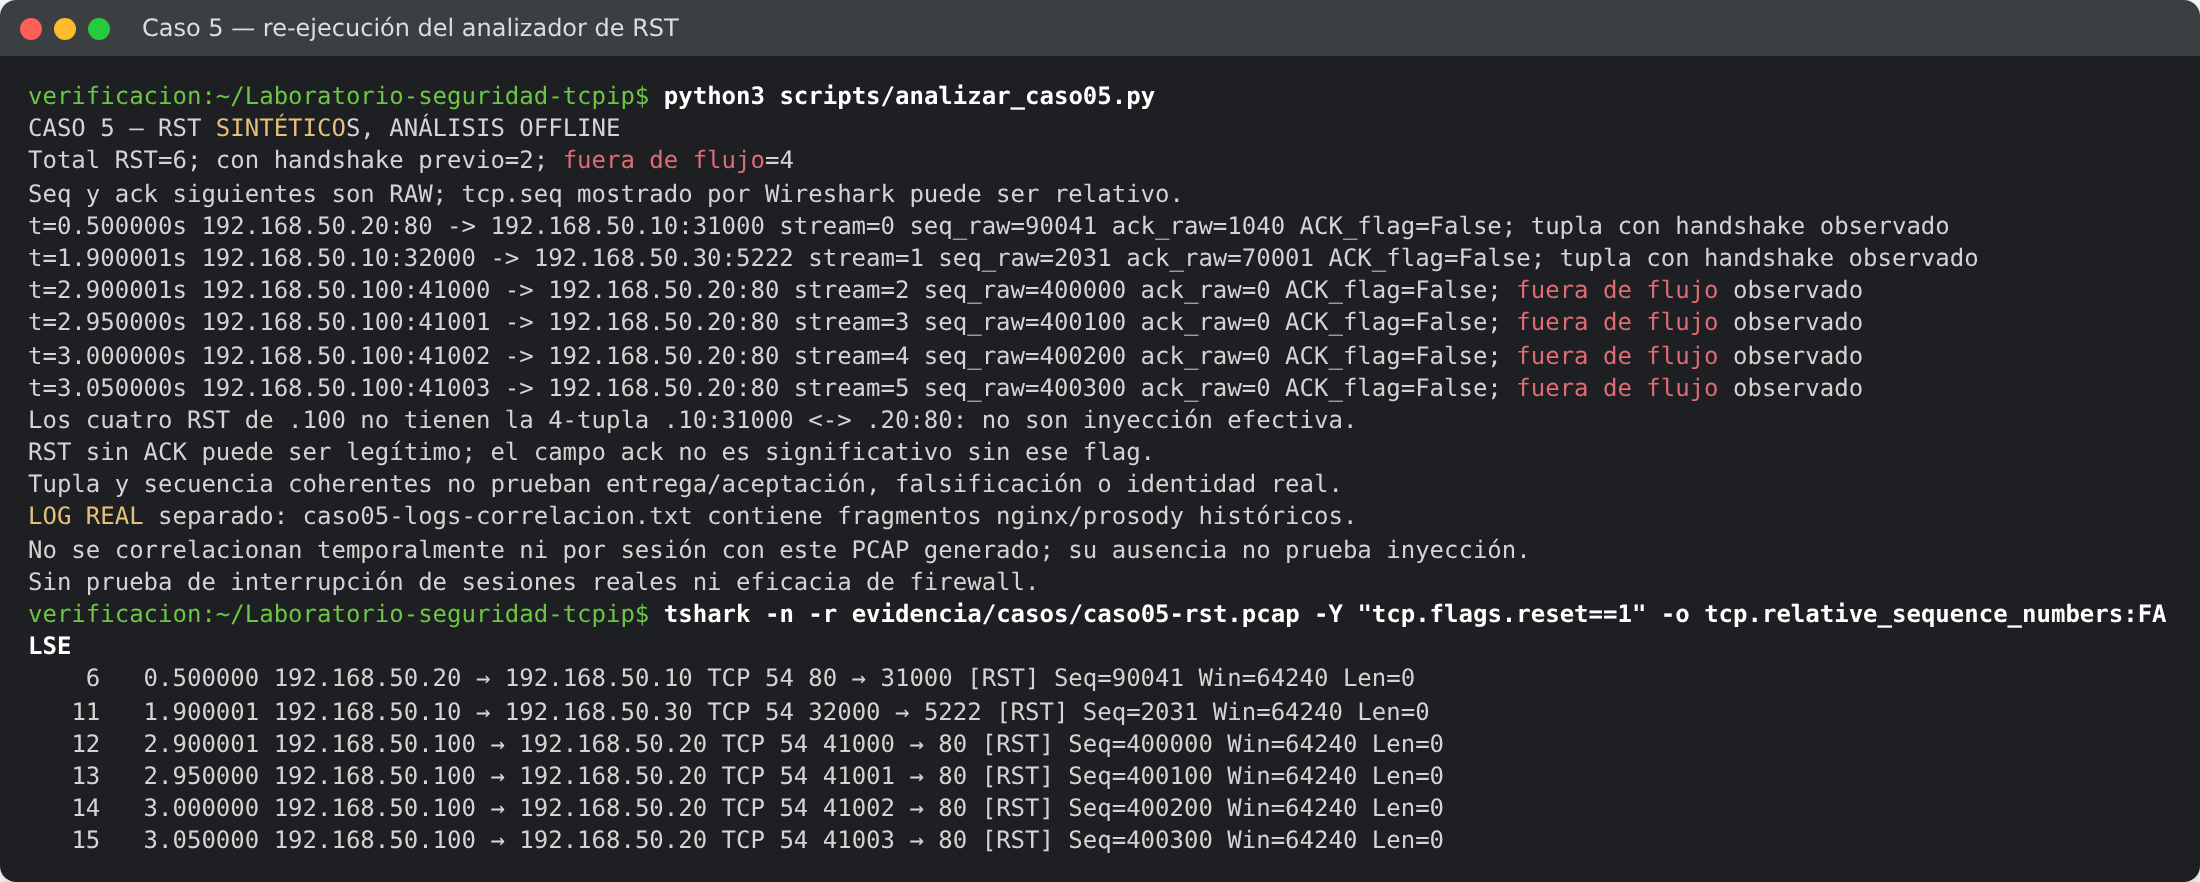 Caso 5 — re-ejecución del analizador de RST
verificacion:~/Laboratorio-seguridad-tcpip$ python3 scripts/analizar_caso05.py
CASO 5 — RST SINTÉTICOS, ANÁLISIS OFFLINE
Total RST=6; con handshake previo=2; fuera de flujo=4
Seq y ack siguientes son RAW; tcp.seq mostrado por Wireshark puede ser relativo.
t=0.500000s 192.168.50.20:80 -> 192.168.50.10:31000 stream=0 seq_raw=90041 ack_raw=1040 ACK_flag=False; tupla con handshake observado
t=1.900001s 192.168.50.10:32000 -> 192.168.50.30:5222 stream=1 seq_raw=2031 ack_raw=70001 ACK_flag=False; tupla con handshake observado
t=2.900001s 192.168.50.100:41000 -> 192.168.50.20:80 stream=2 seq_raw=400000 ack_raw=0 ACK_flag=False; fuera de flujo observado
t=2.950000s 192.168.50.100:41001 -> 192.168.50.20:80 stream=3 seq_raw=400100 ack_raw=0 ACK_flag=False; fuera de flujo observado
t=3.000000s 192.168.50.100:41002 -> 192.168.50.20:80 stream=4 seq_raw=400200 ack_raw=0 ACK_flag=False; fuera de flujo observado
t=3.050000s 192.168.50.100:41003 -> 192.168.50.20:80 stream=5 seq_raw=400300 ack_raw=0 ACK_flag=False; fuera de flujo observado
Los cuatro RST de .100 no tienen la 4-tupla .10:31000 <-> .20:80: no son inyección efectiva.
RST sin ACK puede ser legítimo; el campo ack no es significativo sin ese flag.
Tupla y secuencia coherentes no prueban entrega/aceptación, falsificación o identidad real.
LOG REAL separado: caso05-logs-correlacion.txt contiene fragmentos nginx/prosody históricos.
No se correlacionan temporalmente ni por sesión con este PCAP generado; su ausencia no prueba inyección.
Sin prueba de interrupción de sesiones reales ni eficacia de firewall.
verificacion:~/Laboratorio-seguridad-tcpip$ tshark -n -r evidencia/casos/caso05-rst.pcap -Y "tcp.flags.reset==1" -o tcp.relative_sequence_numbers:FA
LSE
6 0.500000 192.168.50.20 → 192.168.50.10 TCP 54 80 → 31000 [RST] Seq=90041 Win=64240 Len=0
11 1.900001 192.168.50.10 → 192.168.50.30 TCP 54 32000 → 5222 [RST] Seq=2031 Win=64240 Len=0
12 2.900001 192.168.50.100 → 192.168.50.20 TCP 54 41000 → 80 [RST] Seq=400000 Win=64240 Len=0
13 2.950000 192.168.50.100 → 192.168.50.20 TCP 54 41001 → 80 [RST] Seq=400100 Win=64240 Len=0
14 3.000000 192.168.50.100 → 192.168.50.20 TCP 54 41002 → 80 [RST] Seq=400200 Win=64240 Len=0
15 3.050000 192.168.50.100 → 192.168.50.20 TCP 54 41003 → 80 [RST] Seq=400300 Win=64240 Len=0